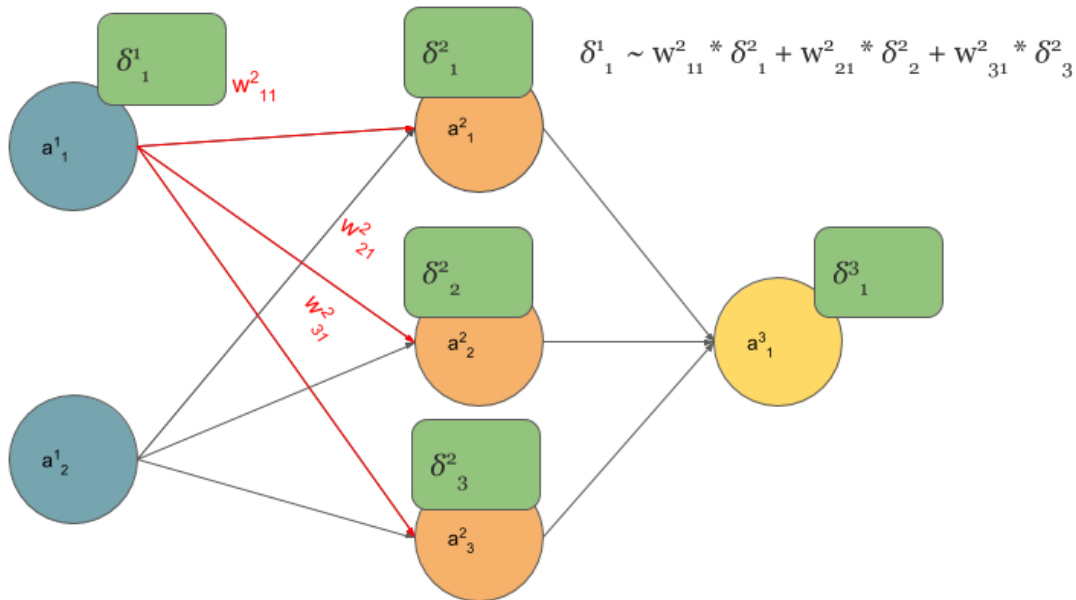 δ¹₁
δ²₁
δ¹₁ ~ w²₁₁ * δ²₁ + w²₂₁ * δ²₂ + w²₃₁ * δ²₃
w²₁₁
a¹₁
a²₁
w²₂₁
δ²₂
δ³₁
w²₃₁
a²₂
a³₁
a¹₂
δ²₃
a²₃